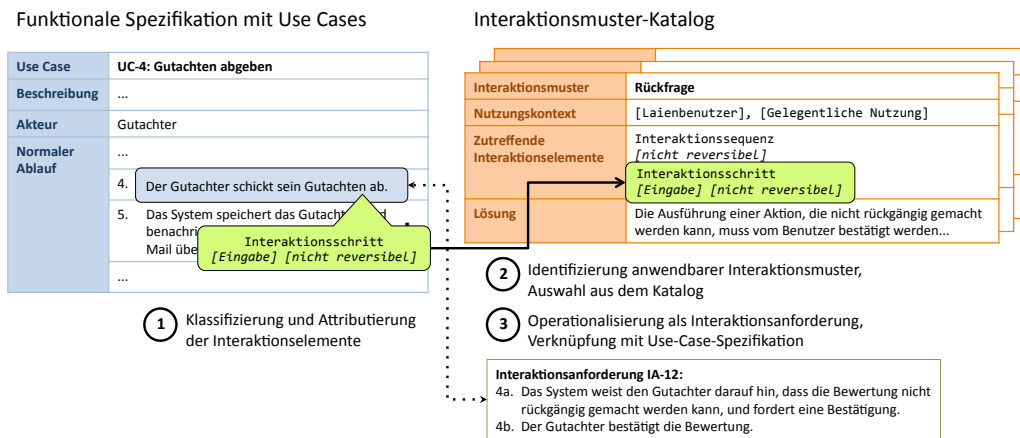 Funktionale Spezifikation mit Use Cases
Use Case
UC-4: Gutachten abgeben
Beschreibung
...
Akteur
Gutachter
Normaler
Ablauf
...
4.
Der Gutachter schickt sein Gutachten ab.
5. Das System speichert das
benachri
Mail übe
Interaktionsschritt
[Eingabe] [nicht reversibel]
...
1
Klassifizierung und Attributierung
der Interaktionselemente
Interaktionsmuster-Katalog
Interaktionsmuster
Rückfrage
Nutzungskontext
[Laienbenutzer], [Gelegentliche Nutzung]
Zutreffende
Interaktionselemente
Interaktionssequenz
[nicht reversibel]
Interaktionsschritt
[Eingabe] [nicht reversibel]
Lösung
Die Ausführung einer Aktion, die nicht rückgängig gemacht
werden kann, muss vom Benutzer bestätigt werden...
2
Identifizierung anwendbarer Interaktionsmuster,
Auswahl aus dem Katalog
3
Operationalisierung als Interaktionsanforderung,
Verknüpfung mit Use-Case-Spezifikation
Interaktionsanforderung IA-12:
4a. Das System weist den Gutachter darauf hin, dass die Bewertung nicht
rückgängig gemacht werden kann, und fordert eine Bestätigung.
4b. Der Gutachter bestätigt die Bewertung.